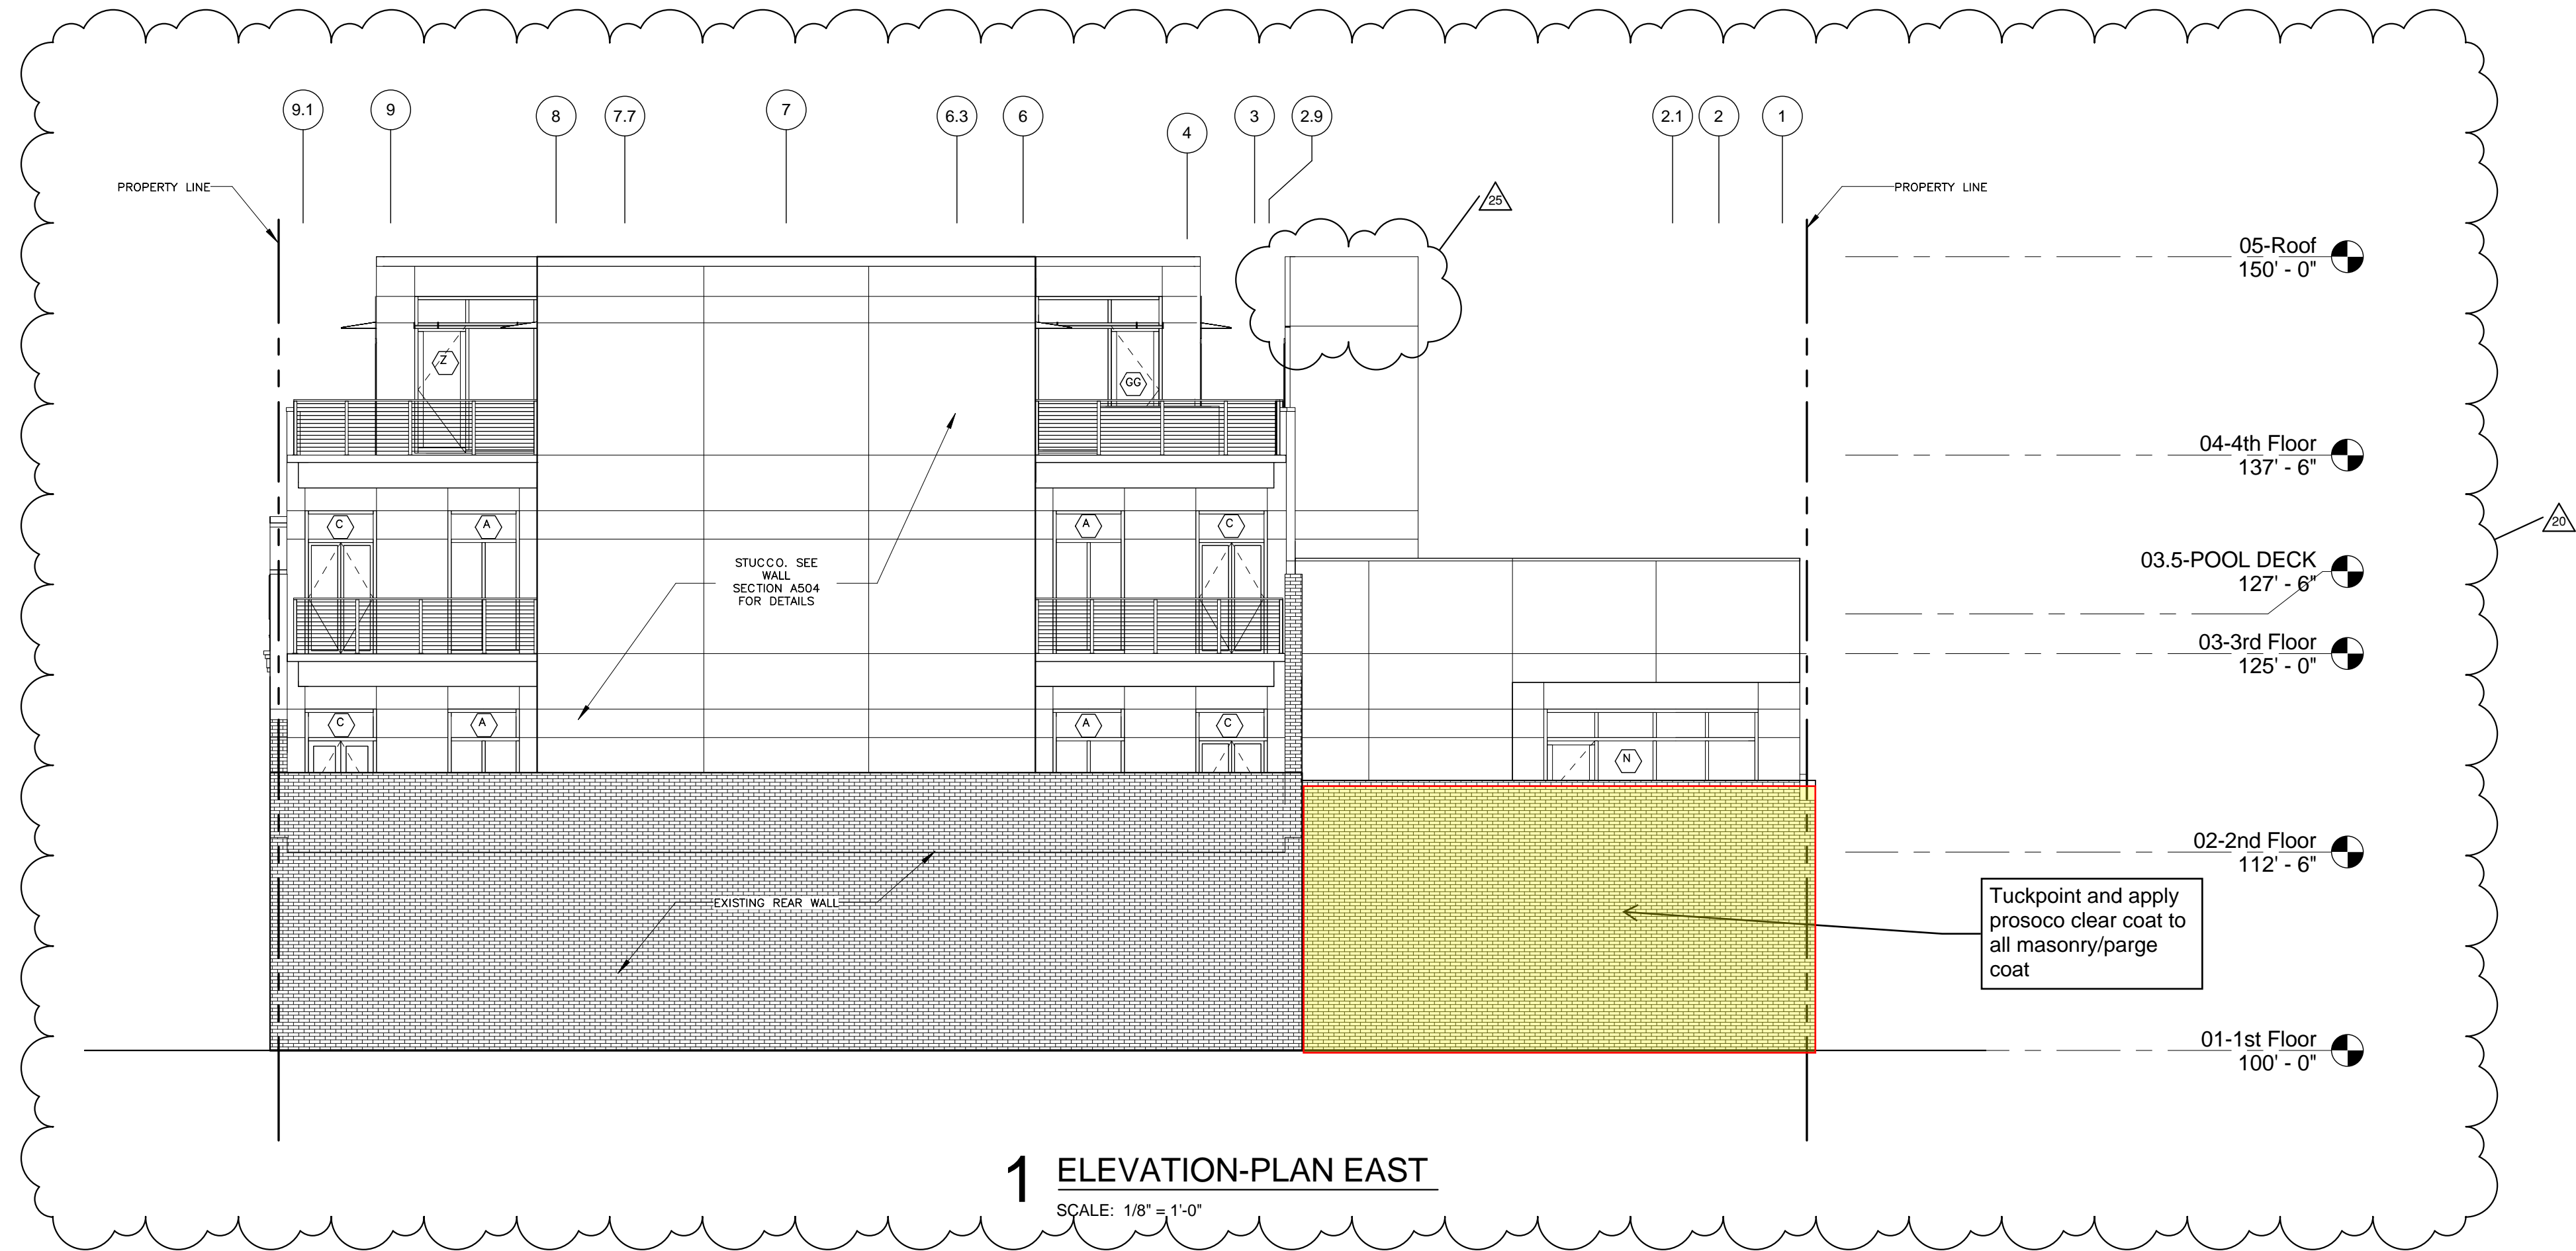 9.1
9
8
7.7
7
6.3
6
4
3
2.9
2.1
2
1
PROPERTY LINE
25
PROPERTY LINE
05-Roof
150' - 0"
Z
GG
04-4th Floor
137' - 6"
C
A
A
C
20
STUCCO. SEE
WALL
SECTION A504
FOR DETAILS
03.5-POOL DECK
127' - 6"
03-3rd Floor
125' - 0"
C
A
A
C
N
02-2nd Floor
112' - 6"
EXISTING REAR WALL
Tuckpoint and apply
prosoco clear coat to
all masonry/parge
coat
01-1st Floor
100' - 0"
1 ELEVATION-PLAN EAST
SCALE: 1/8" = 1'-0"